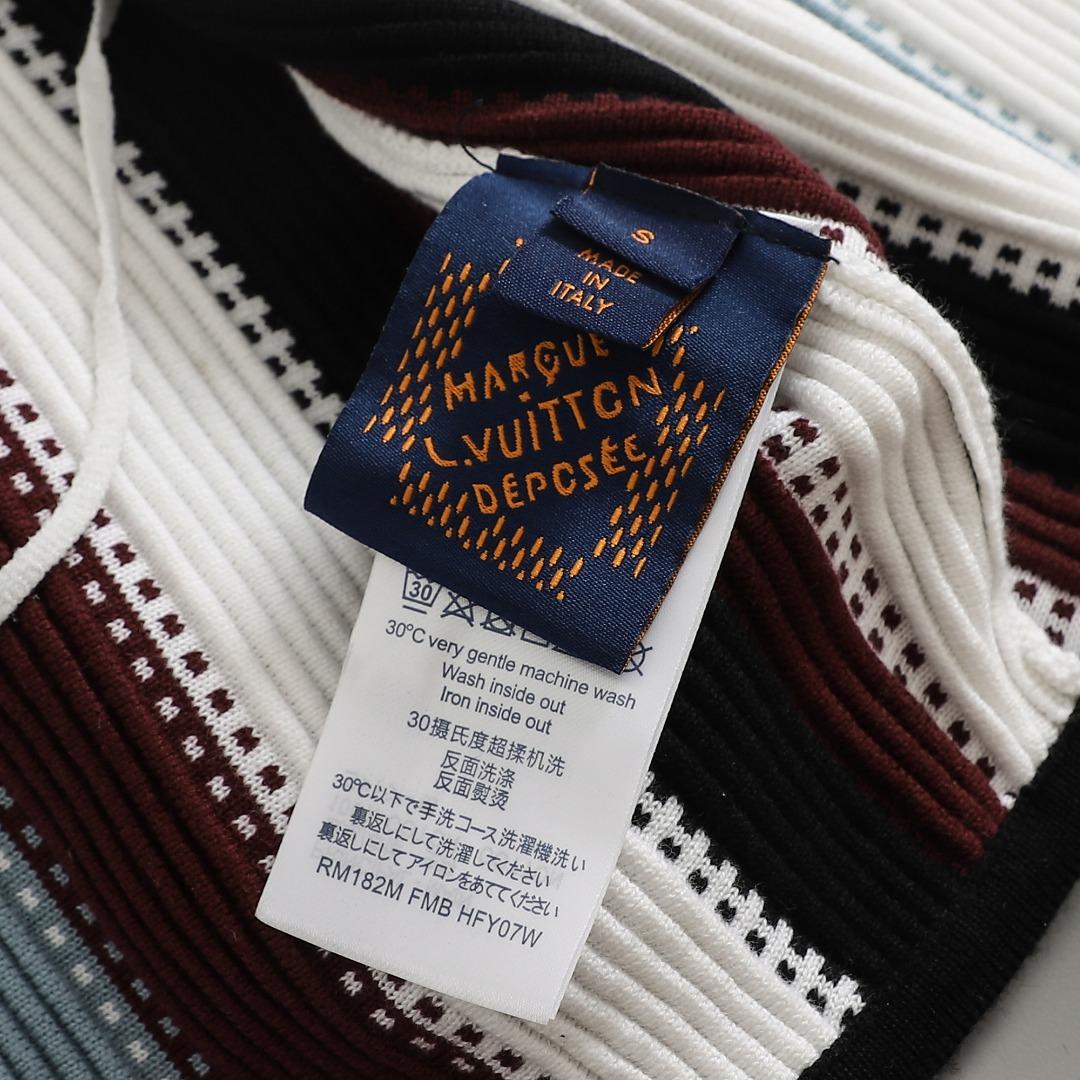 S
MADE
IN
ITALY
MARQUE
L.VUITTON
DÉPOSÉE
30
30°C very gentle machine wash
Wash inside out
Iron inside out
30摄氏度超揉机洗
反面洗涤
反面熨烫
30℃以下で手洗コース洗濯機洗い
裏返しにして洗濯してください
裏返しにしてアイロンをあててください
RM182M FMB HFY07W